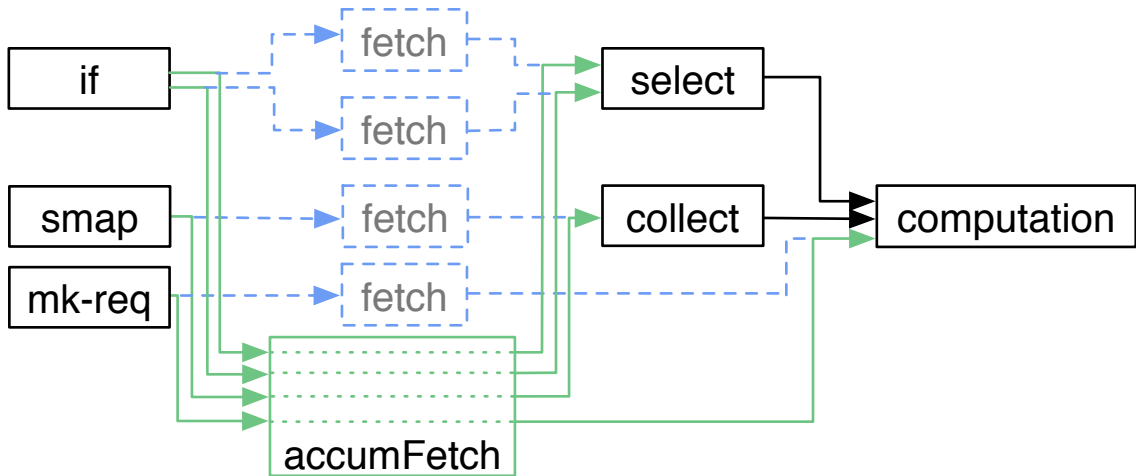 fetch
if
select
fetch
smap
fetch
collect
computation
mk-req
fetch
accumFetch